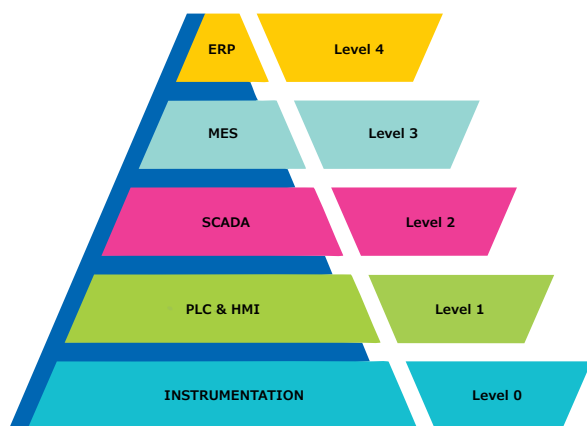 ERP Level 4
MES Level 3
SCADA Level 2
PLC & HMI Level 1
INSTRUMENTATION Level 0